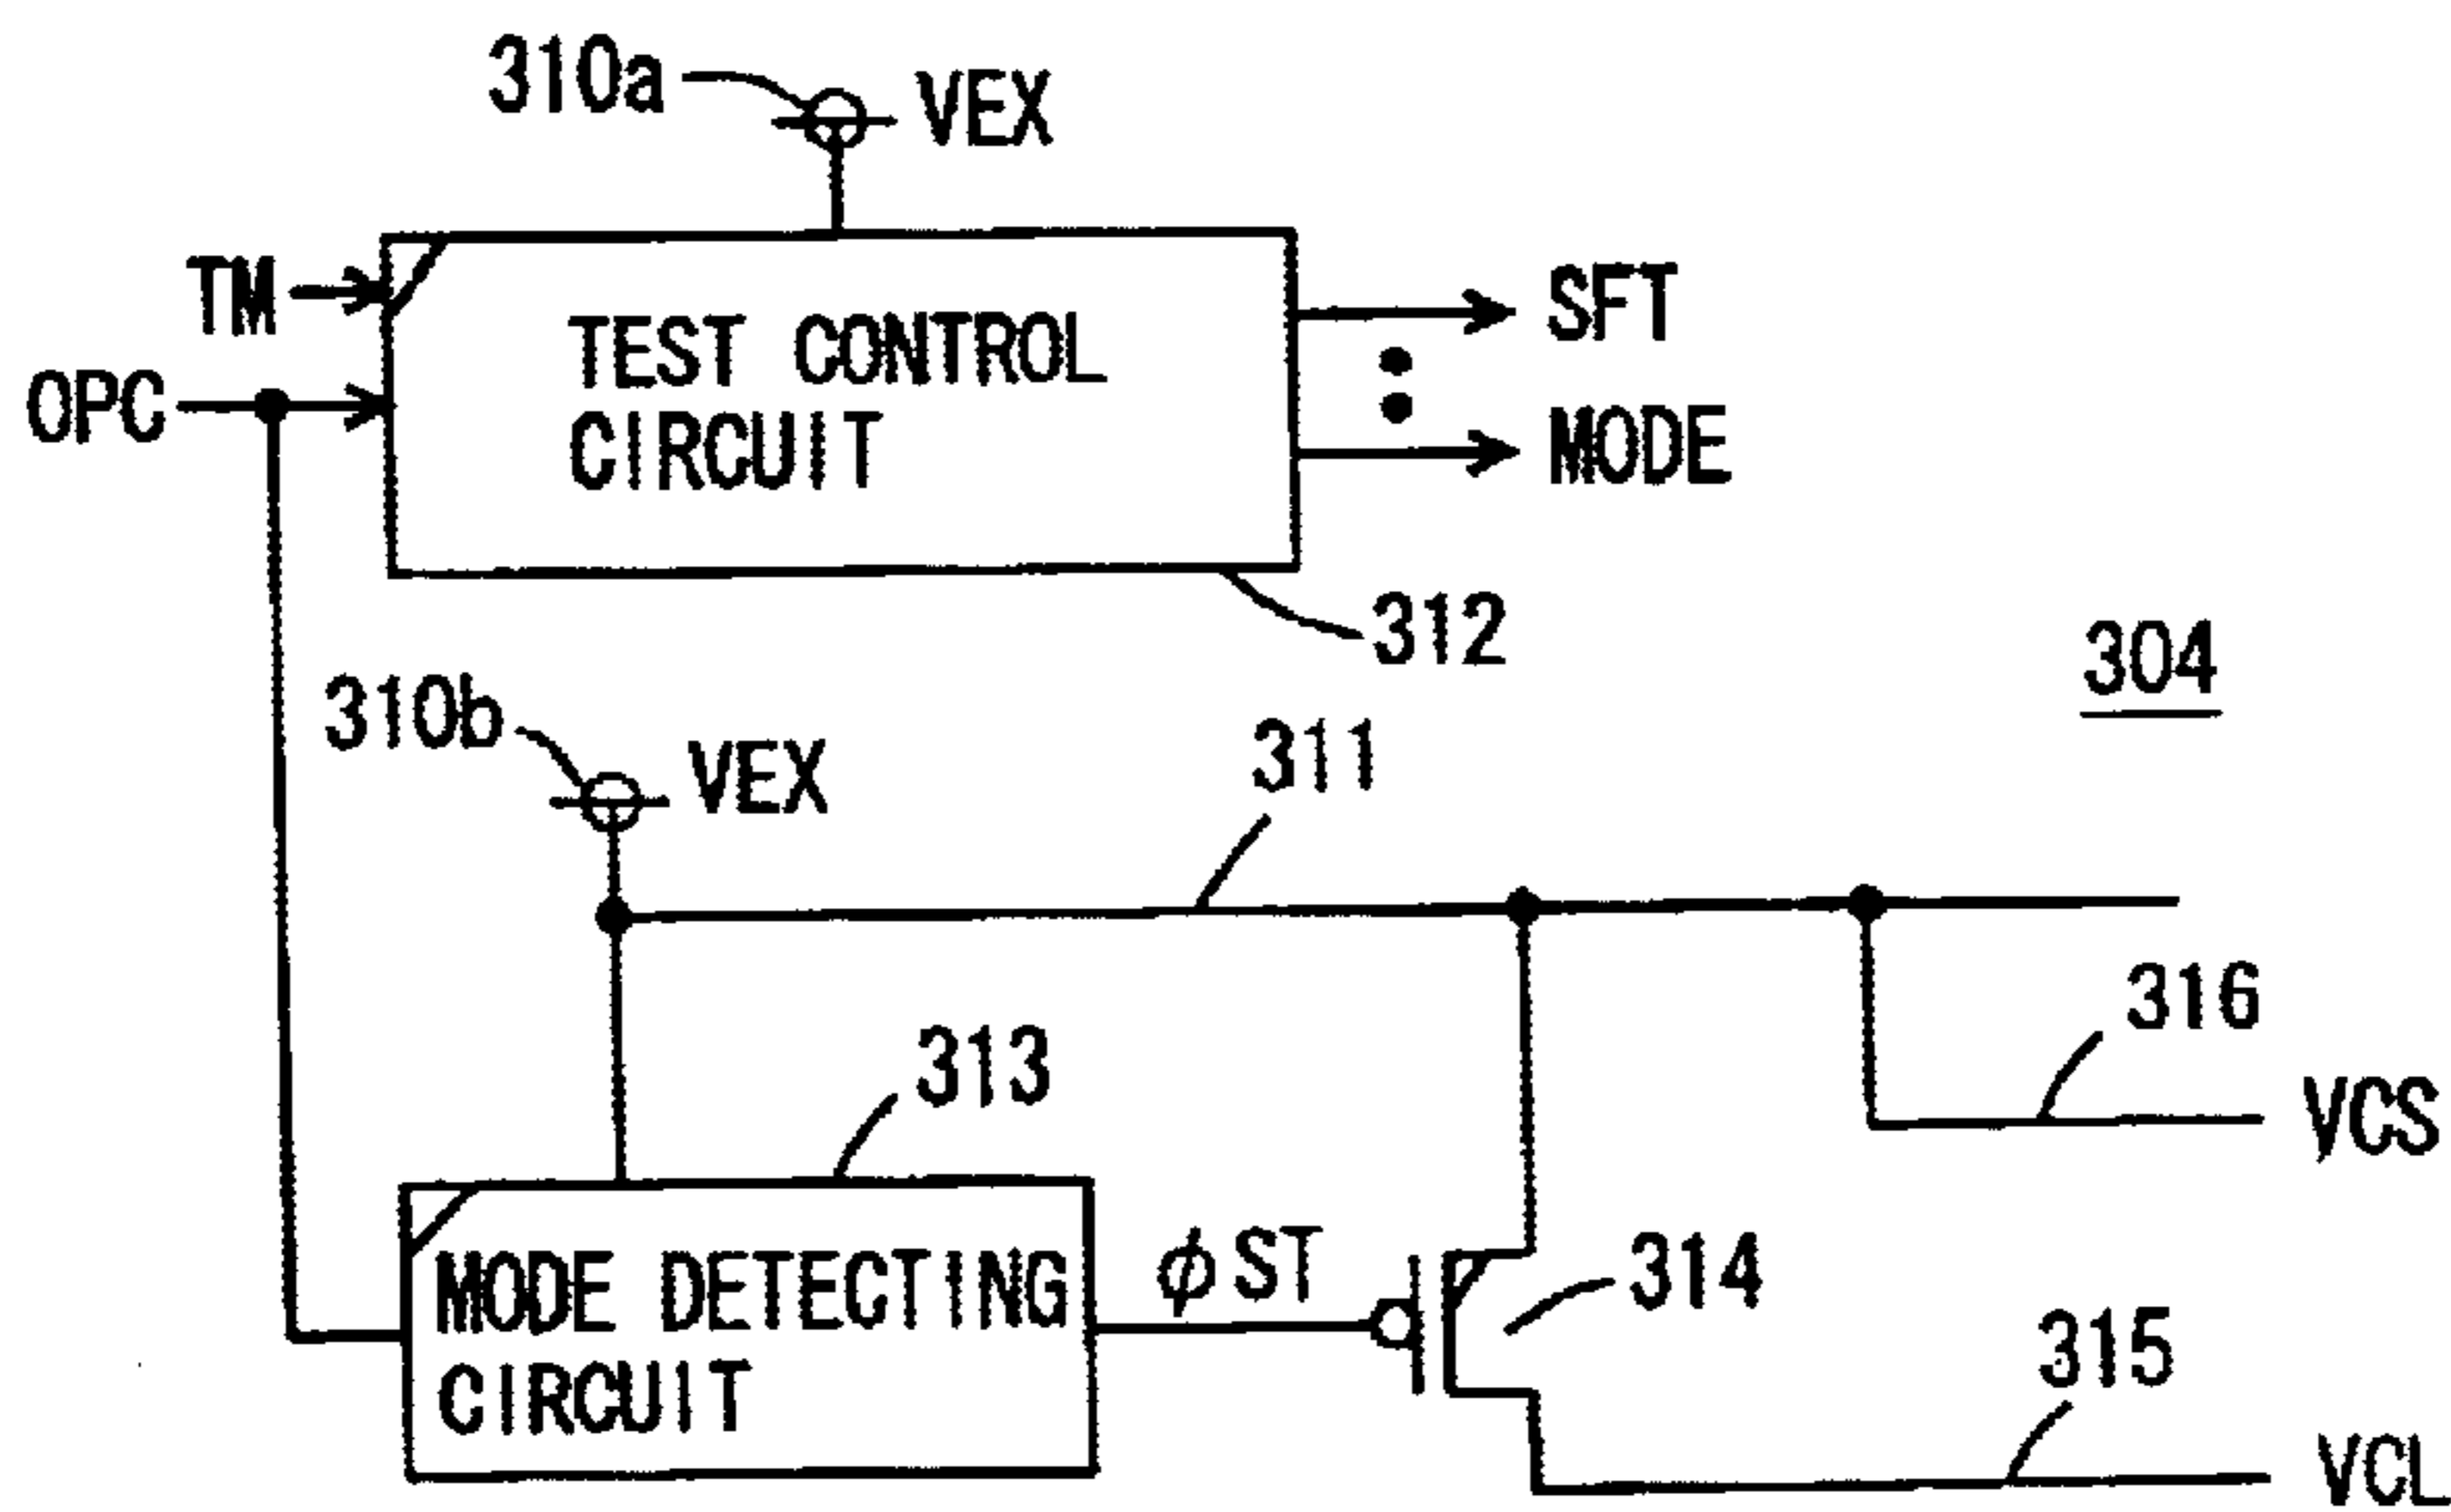 310a
VEX
TM
OPC
TEST CONTROL
CIRCUIT
SFT
MODE
312
304
310b
VEX
311
316
VCS
313
MODE DETECTING
CIRCUIT
φST
314
315
VCL